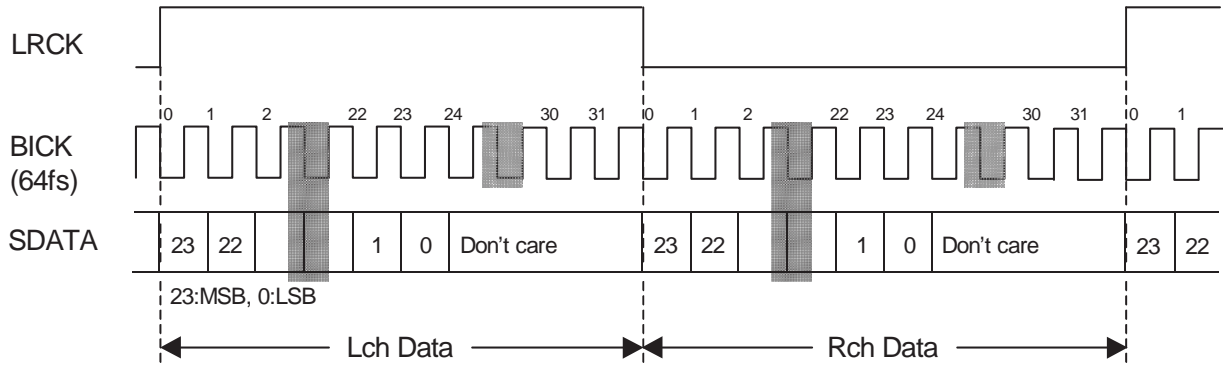 LRCK
0 1 2 22 23 24 30 31 0 1 2 22 23 24 30 31 0 1
BICK
(64fs)
SDATA 23 22 1 0 Don't care 23 22 1 0 Don't care 23 22
23:MSB, 0:LSB
Lch Data Rch Data